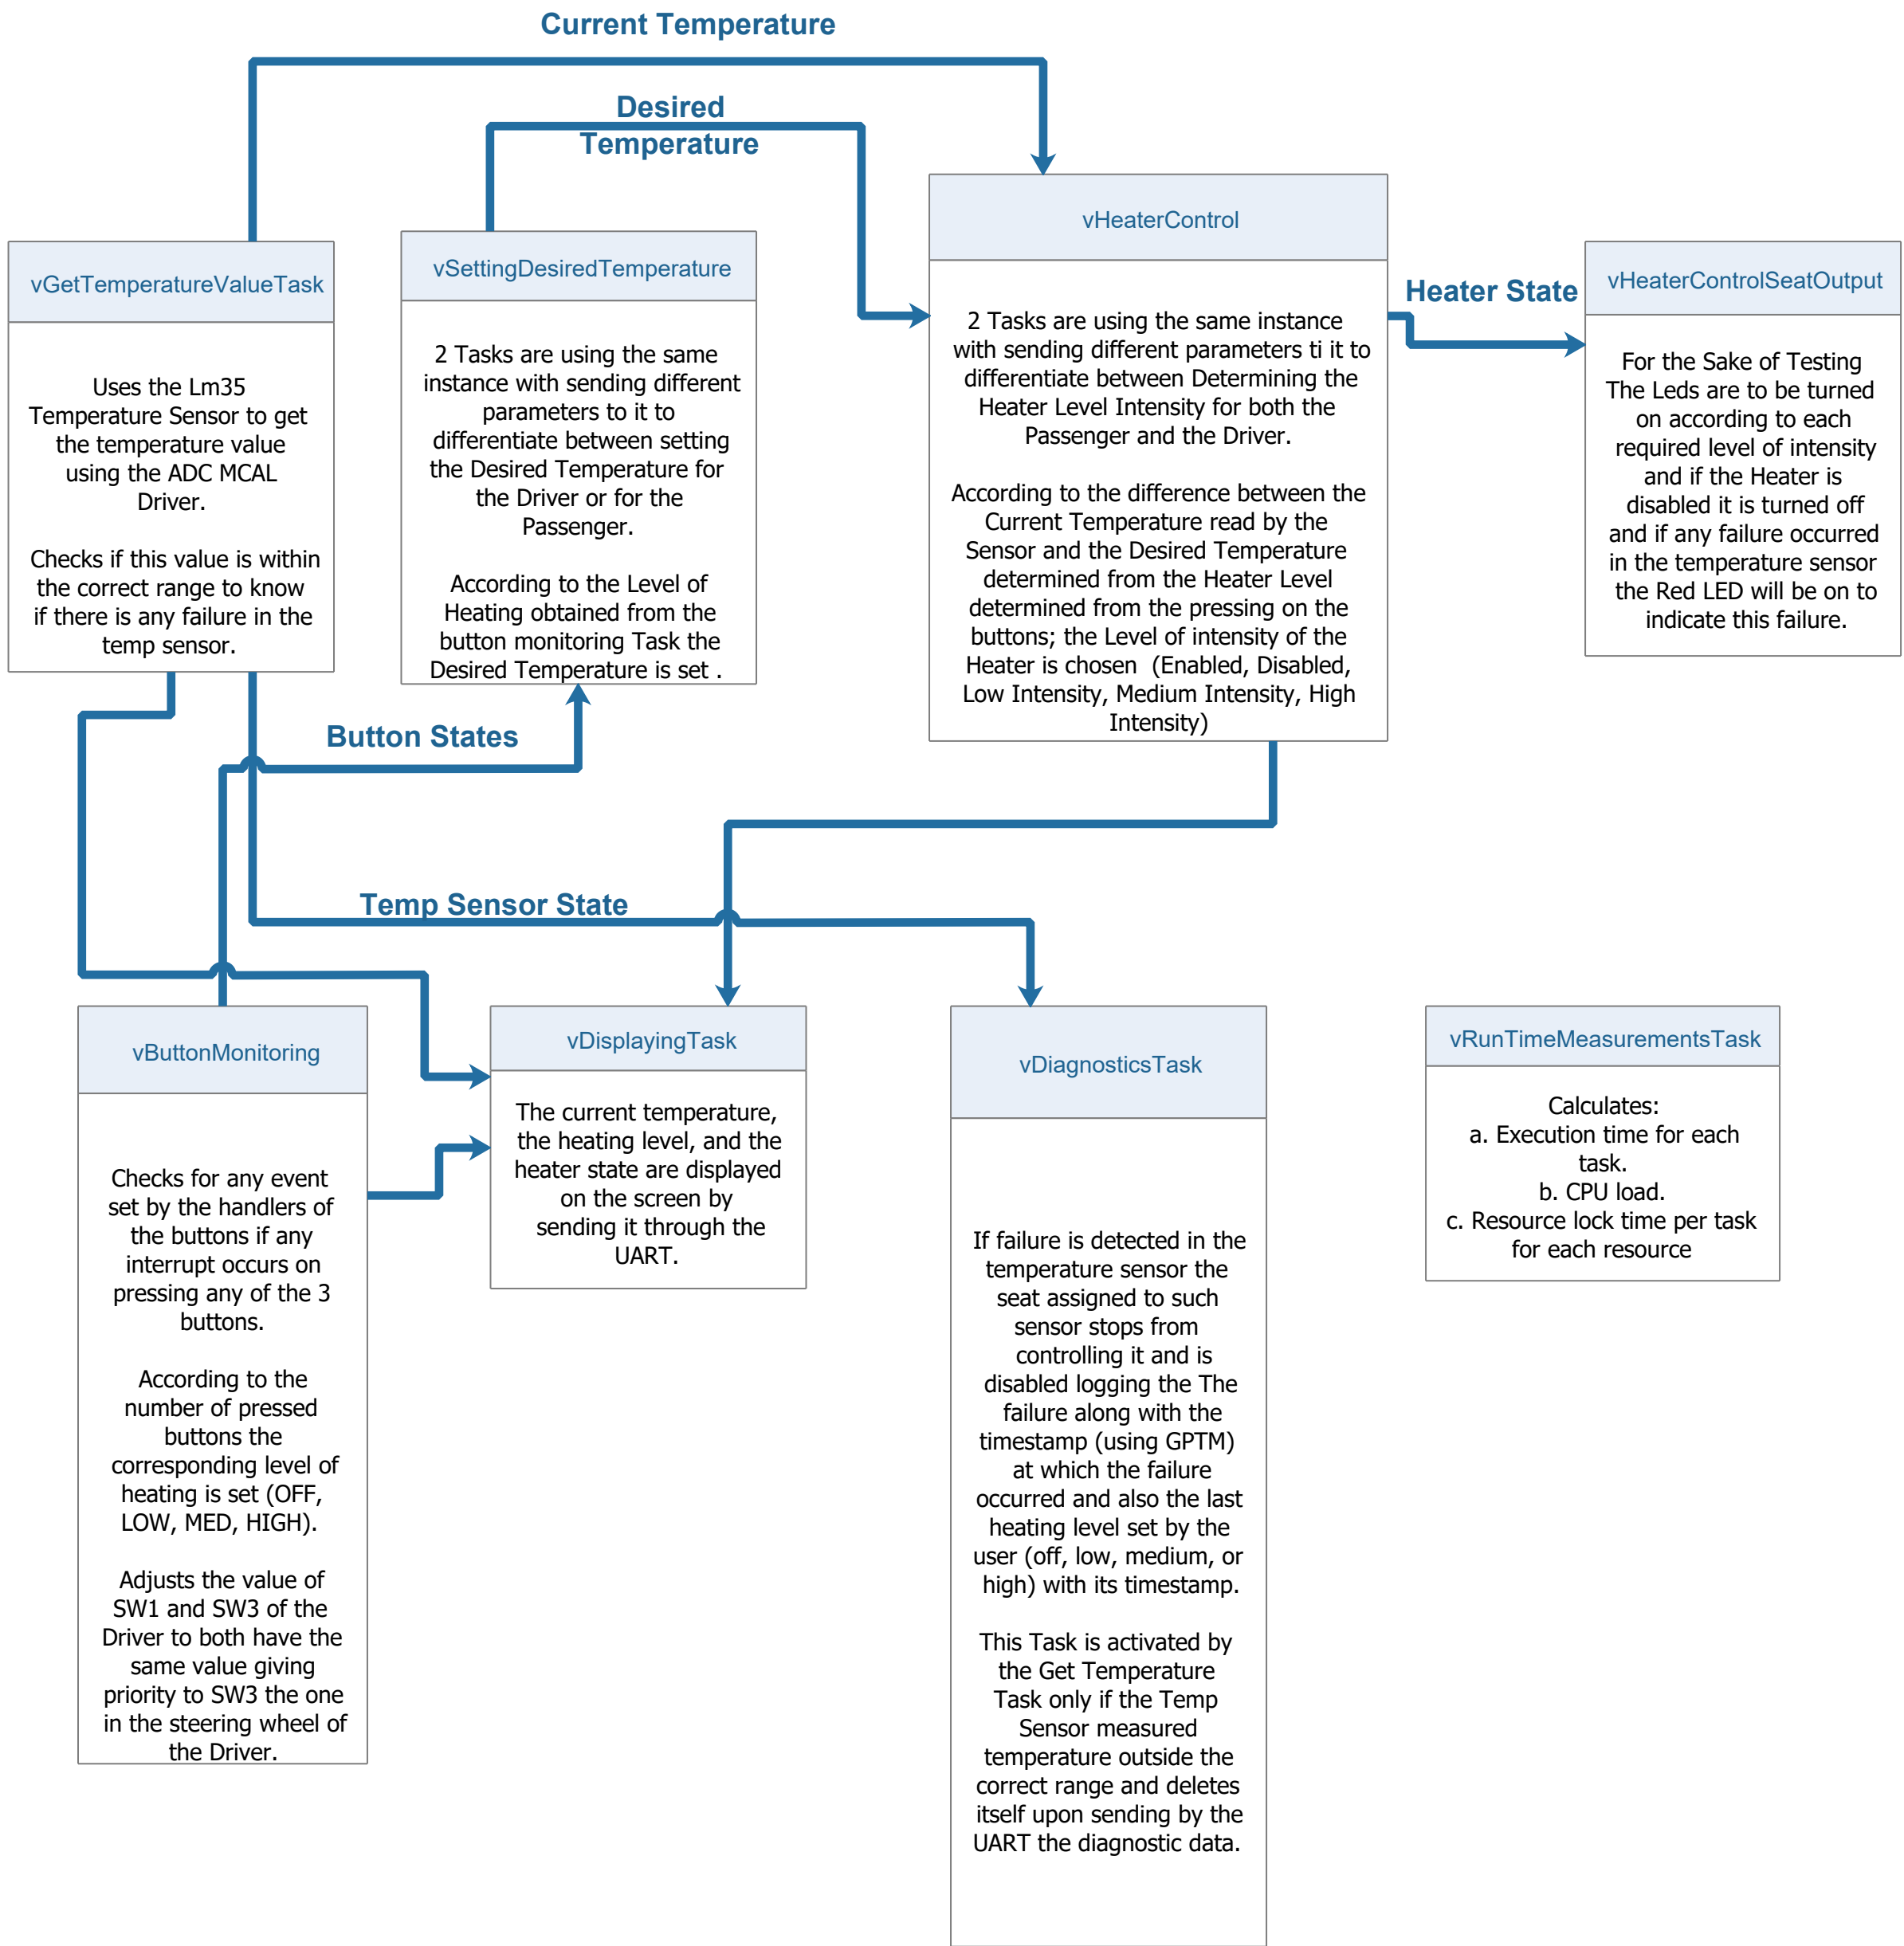 Current Temperature
Desired
Temperature
vGetTemperatureValueTask
Uses the Lm35
Temperature Sensor to get
the temperature value
using the ADC MCAL
Driver.
Checks if this value is within
the correct range to know
if there is any failure in the
temp sensor.
vSettingDesiredTemperature
2 Tasks are using the same
instance with sending different
parameters to it to
differentiate between setting
the Desired Temperature for
the Driver or for the
Passenger.
According to the Level of
Heating obtained from the
button monitoring Task the
Desired Temperature is set .
vHeaterControl
2 Tasks are using the same instance
with sending different parameters ti it to
differentiate between Determining the
Heater Level Intensity for both the
Passenger and the Driver.
According to the difference between the
Current Temperature read by the
Sensor and the Desired Temperature
determined from the Heater Level
determined from the pressing on the
buttons; the Level of intensity of the
Heater is chosen (Enabled, Disabled,
Low Intensity, Medium Intensity, High
Intensity)
Heater State
vHeaterControlSeatOutput
For the Sake of Testing
The Leds are to be turned
on according to each
required level of intensity
and if the Heater is
disabled it is turned off
and if any failure occurred
in the temperature sensor
the Red LED will be on to
indicate this failure.
Button States
Temp Sensor State
vButtonMonitoring
Checks for any event
set by the handlers of
the buttons if any
interrupt occurs on
pressing any of the 3
buttons.
According to the
number of pressed
buttons the
corresponding level of
heating is set (OFF,
LOW, MED, HIGH).
Adjusts the value of
SW1 and SW3 of the
Driver to both have the
same value giving
priority to SW3 the one
in the steering wheel of
the Driver.
vDisplayingTask
The current temperature,
the heating level, and the
heater state are displayed
on the screen by
sending it through the
UART.
vDiagnosticsTask
If failure is detected in the
temperature sensor the
seat assigned to such
sensor stops from
controlling it and is
disabled logging the The
failure along with the
timestamp (using GPTM)
at which the failure
occurred and also the last
heating level set by the
user (off, low, medium, or
high) with its timestamp.
This Task is activated by
the Get Temperature
Task only if the Temp
Sensor measured
temperature outside the
correct range and deletes
itself upon sending by the
UART the diagnostic data.
vRunTimeMeasurementsTask
Calculates:
a. Execution time for each
task.
b. CPU load.
c. Resource lock time per task
for each resource